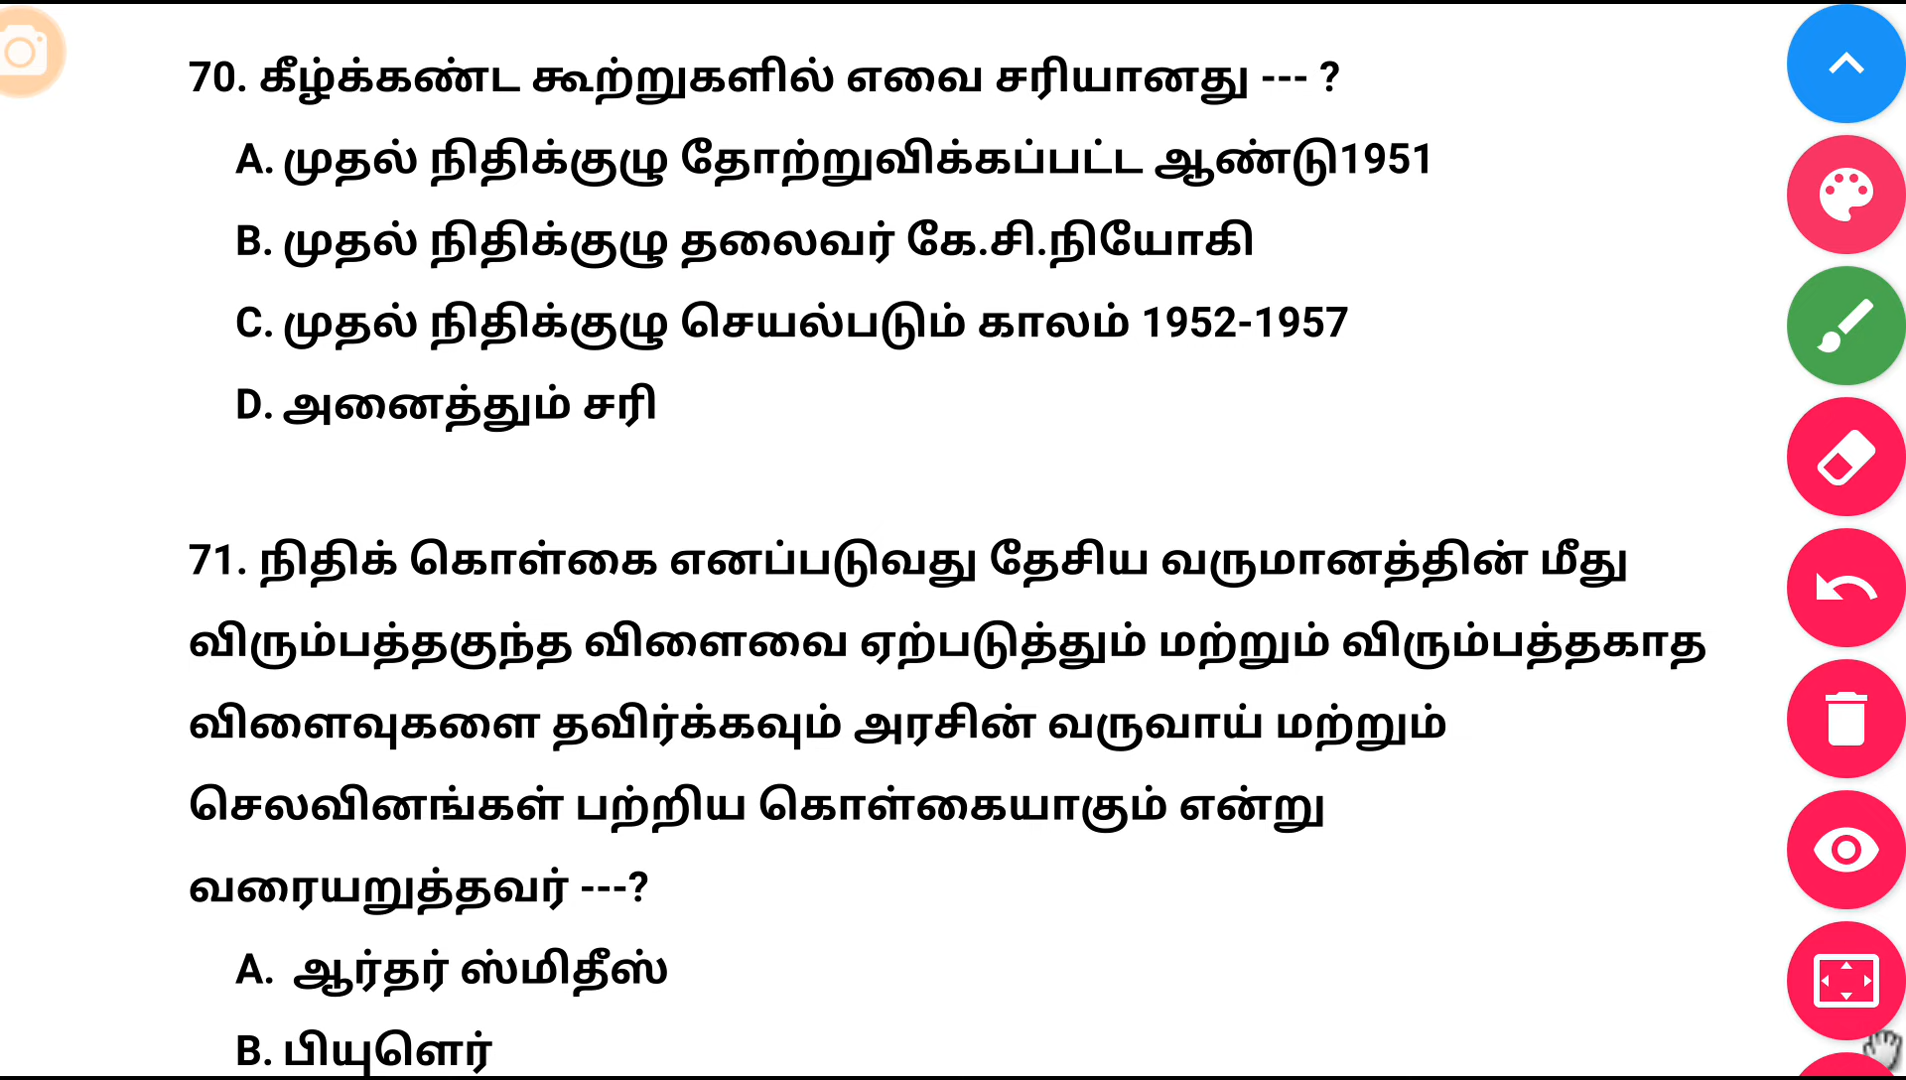 70. கீழ்க்கண்ட கூற்றுகளில் எவை சரியானது --- ?
A. முதல் நிதிக்குழு தோற்றுவிக்கப்பட்ட ஆண்டு1951
B. முதல் நிதிக்குழு தலைவர் கே.சி.நியோகி
C. முதல் நிதிக்குழு செயல்படும் காலம் 1952-1957
D. அனைத்தும் சரி
71. நிதிக் கொள்கை எனப்படுவது தேசிய வருமானத்தின் மீது
விரும்பத்தகுந்த விளைவை ஏற்படுத்தும் மற்றும் விரும்பத்தகாத
விளைவுகளை தவிர்க்கவும் அரசின் வருவாய் மற்றும்
செலவினங்கள் பற்றிய கொள்கையாகும் என்று
வரையறுத்தவர் ---?
A. ஆர்தர் ஸ்மிதீஸ்
B. பியுளெர்